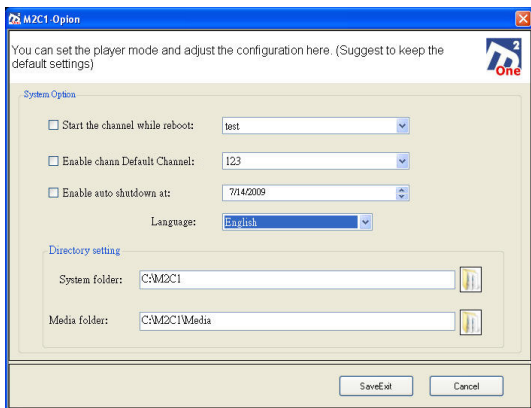 M2C1-Opion
You can set the player mode and adjust the configuration here. (Suggest to keep the
default settings)
2
One
System Option
Start the channel while reboot: test
Enable chann Default Channel: 123
Enable auto shutdown at: 7/14/2009
Language: English
Directory setting
System folder: C:\M2C1
Media folder: C:\M2C1\Media
SaveExit Cancel